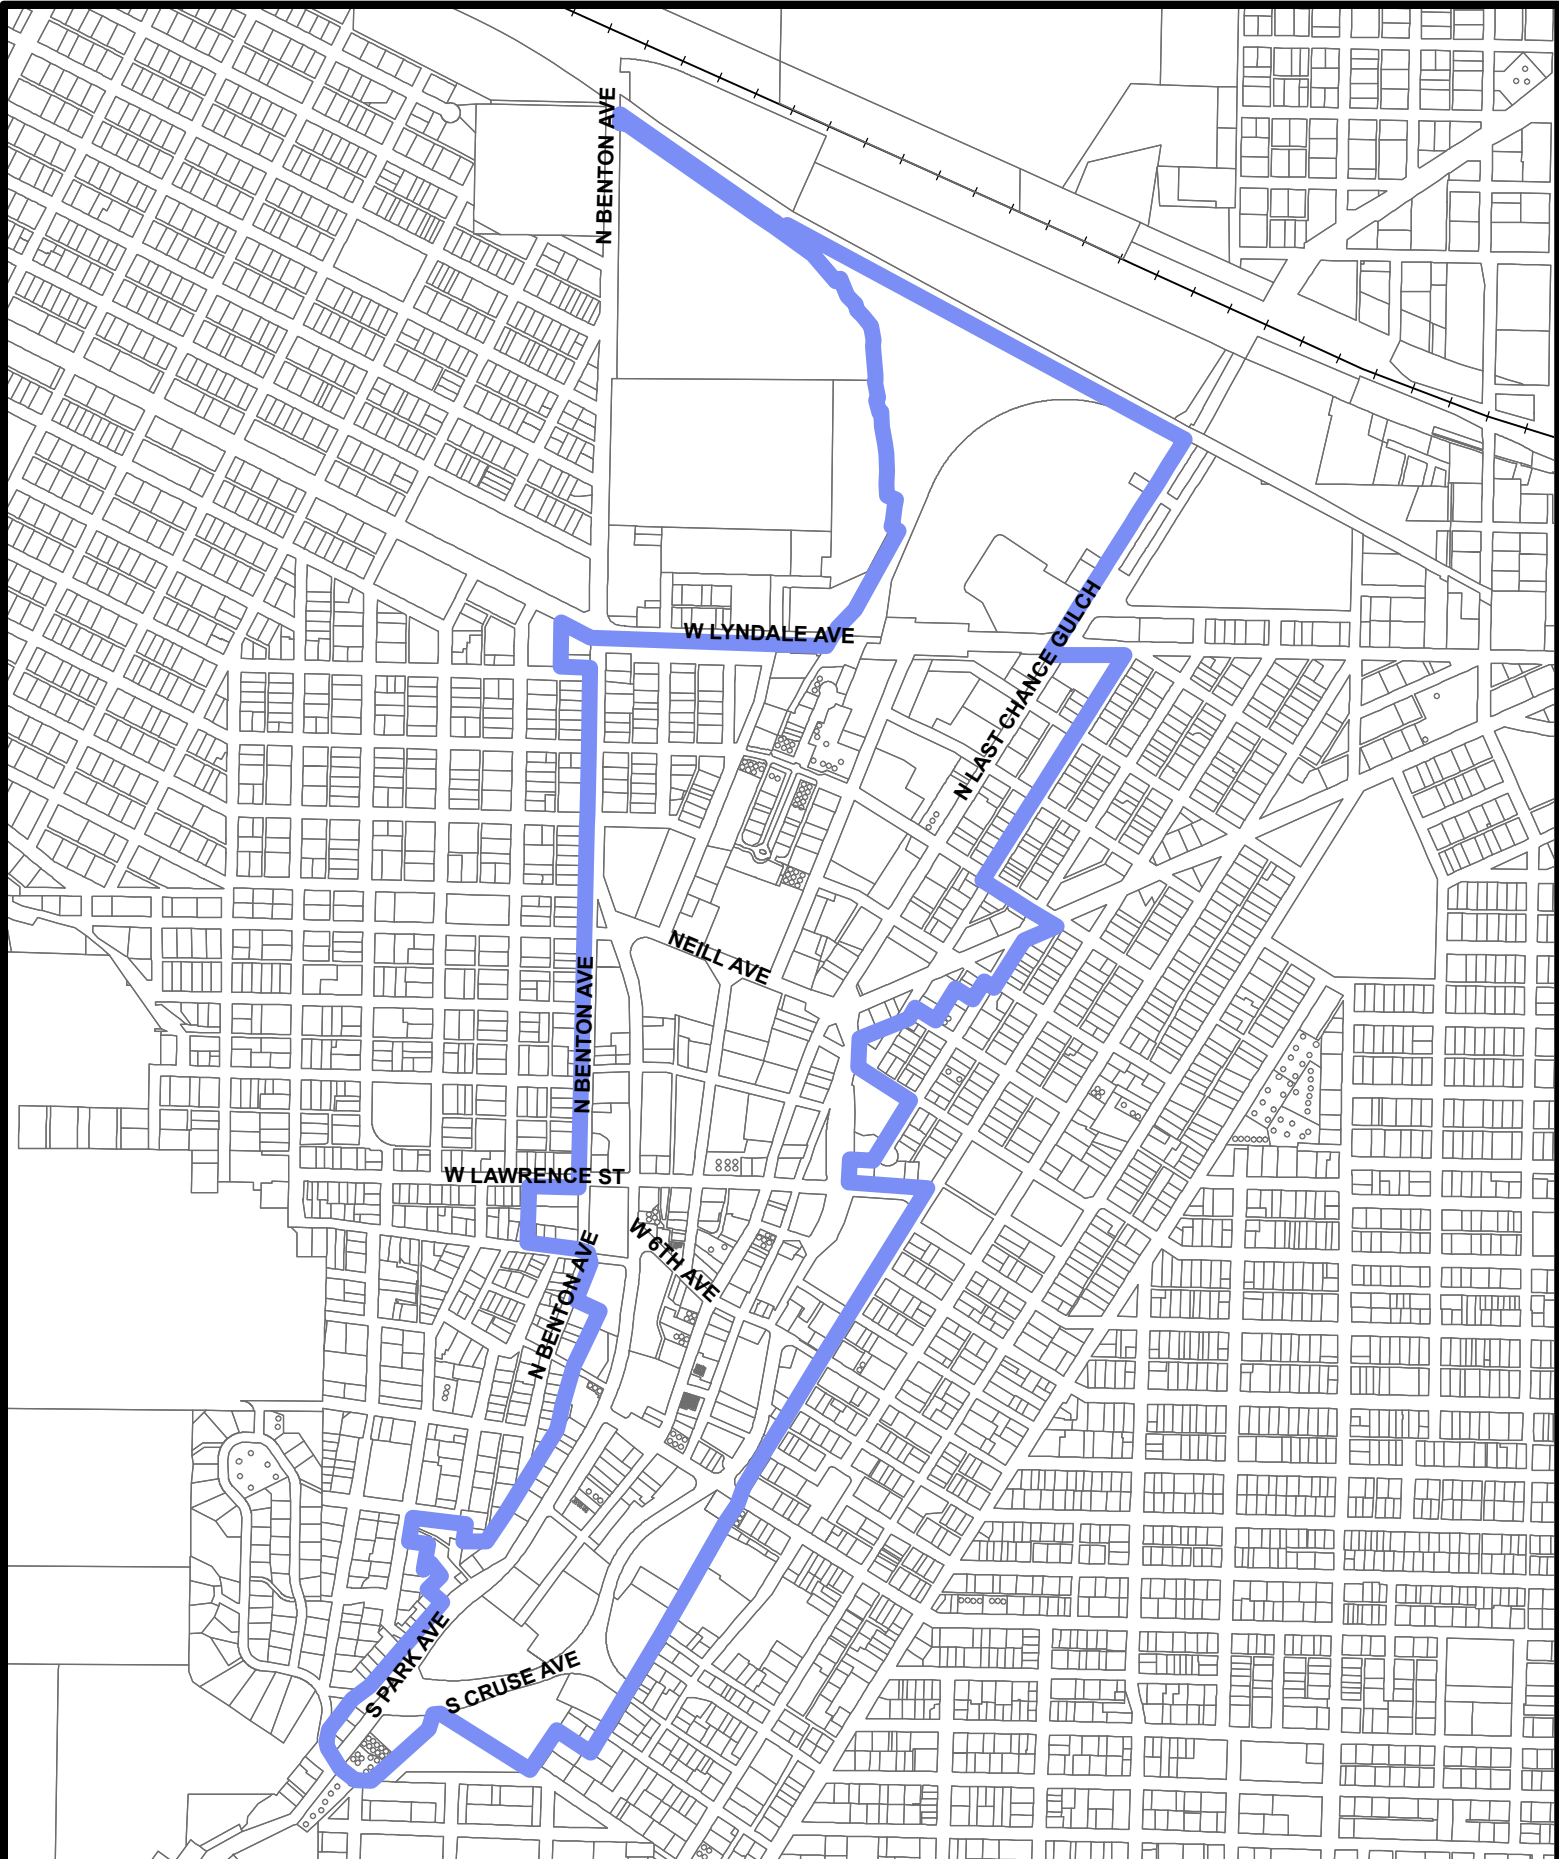 N BENTON AVE
W LYNDALE AVE
N LAST CHANCE GULCH
NEILL AVE
N BENTON AVE
W LAWRENCE ST
W 6TH AVE
N BENTON AVE
S PARK AVE
S CRUSE AVE